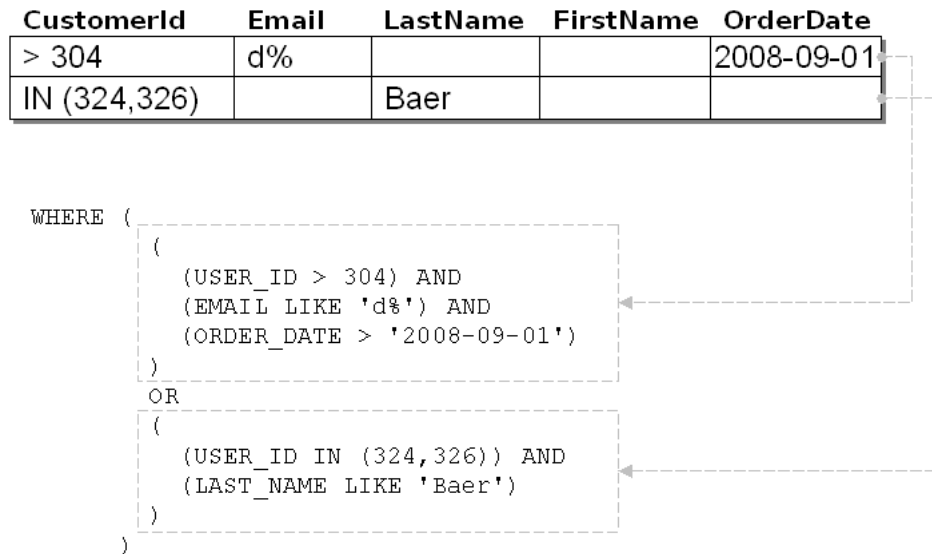 CustomerId Email LastName FirstName OrderDate
> 304 d% 2008-09-01
IN (324,326) Baer
WHERE (
(
(USER_ID > 304) AND
(EMAIL LIKE 'd%') AND
(ORDER_DATE > '2008-09-01')
)
OR
(
(USER_ID IN (324,326)) AND
(LAST_NAME LIKE 'Baer')
)
)